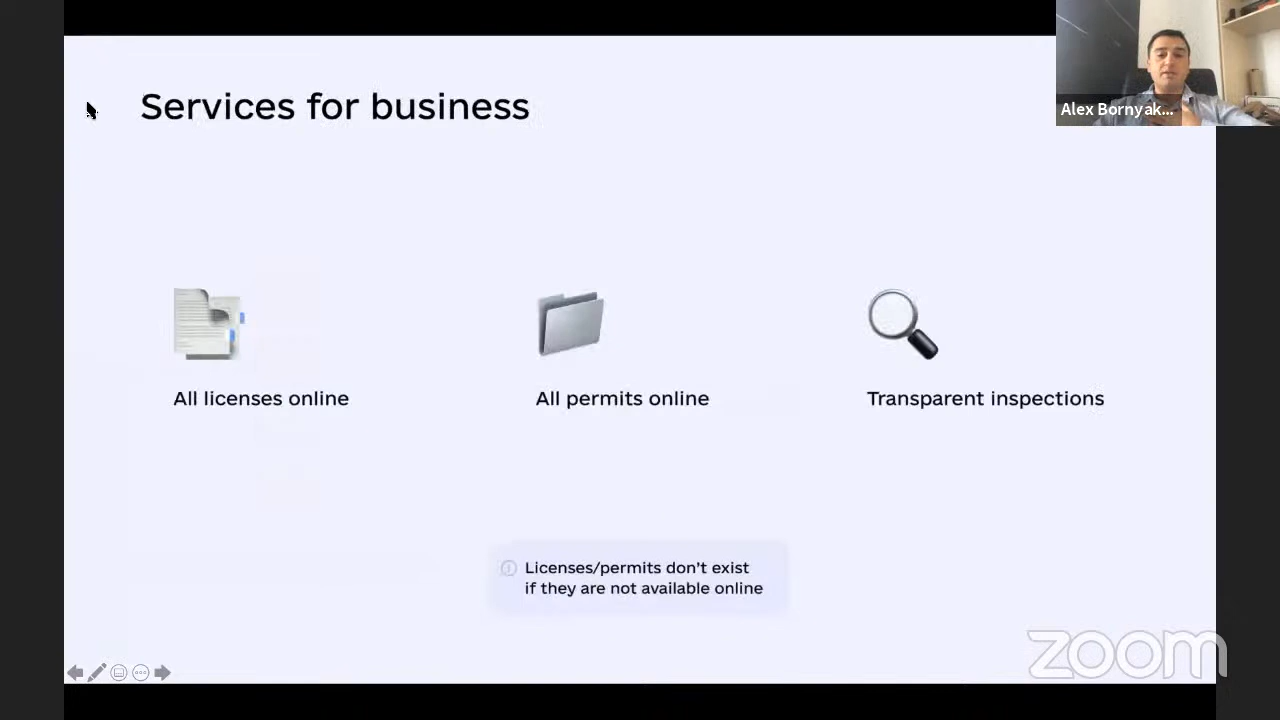 Services for business
Alex Bornyak...
All licenses online
All permits online
Transparent inspections
Licenses/permits don't exist
if they are not available online
zoom